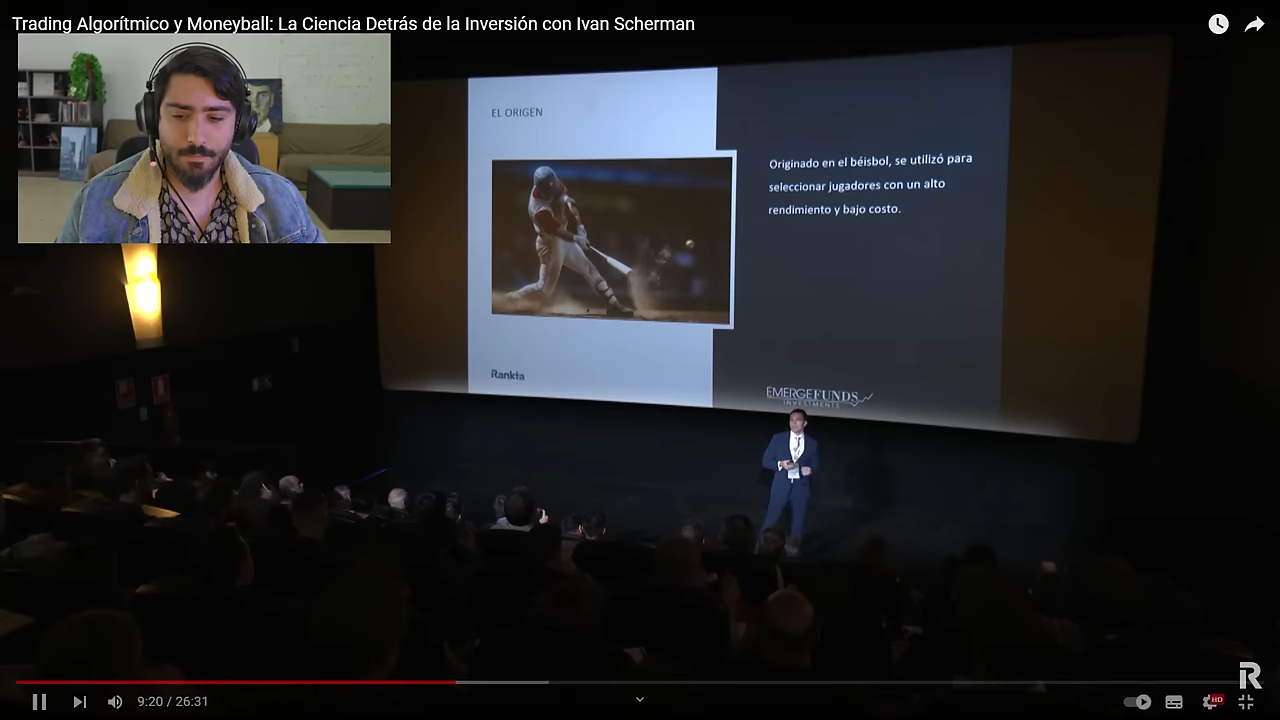 Trading Algorítmico y Moneyball: La Ciencia Detrás de la Inversión con Ivan Scherman
EL ORIGEN
Originado en el béisbol, se utilizó para
seleccionar jugadores con un alto
rendimiento y bajo costo.
Rankia
EMERGEFUNDS
INVESTMENTS
R
9:20 / 26:31
HD